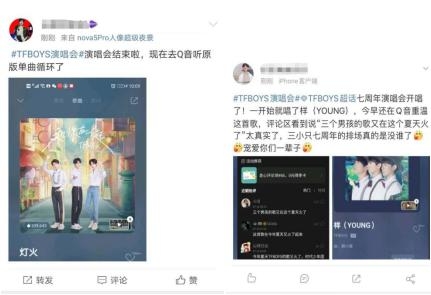 刚刚 来自 nova5Pro人像超级夜景
#TFBOYS演唱会#演唱会结束啦，现在去Q音听原
版单曲循环了
灯火
转发
评论
赞
刚刚 iPhone客户端
#TFBOYS演唱会#TFBOYS超话七周年演唱会开唱
了！一开始就唱了样（YOUNG），今早还在Q音重温
这首歌，评论区看到说“三个男孩的歌又在这个夏天火
了”太真实了，三小只七周年的排场真的是没谁了
宠爱你们一辈子
样（YOUNG）